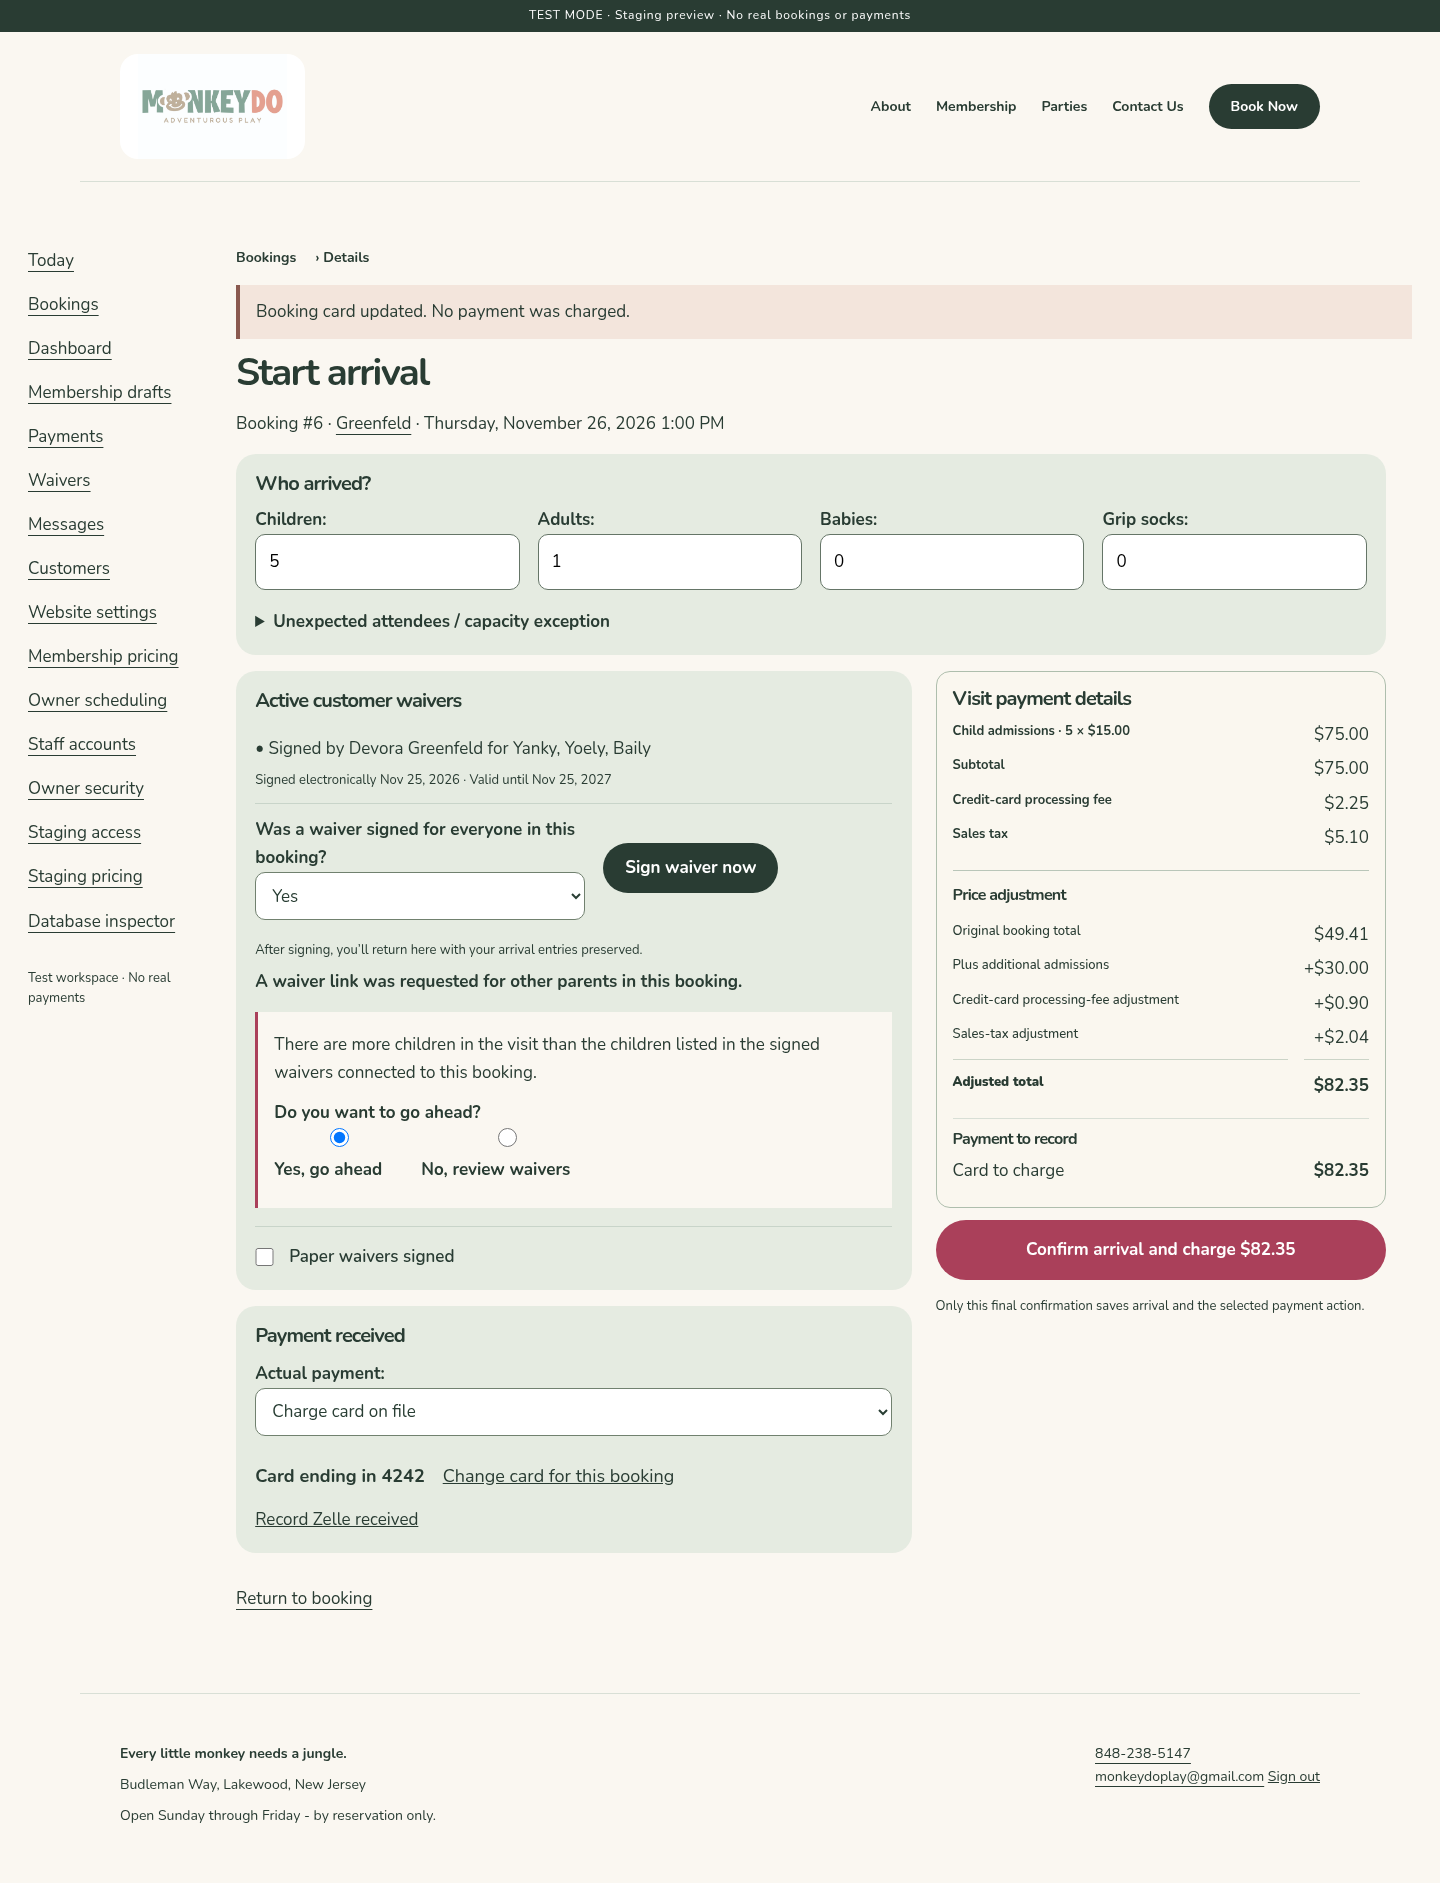 TEST MODE · Staging preview · No real bookings or payments
MONKEYDO
ADVENTUROUS PLAY
About Membership Parties Contact Us Book Now
Today
Bookings
Dashboard
Membership drafts
Payments
Waivers
Messages
Customers
Website settings
Membership pricing
Owner scheduling
Staff accounts
Owner security
Staging access
Staging pricing
Database inspector
Test workspace · No real
payments
Bookings › Details
Booking card updated. No payment was charged.
Start arrival
Booking #6 · Greenfeld · Thursday, November 26, 2026 1:00 PM
Who arrived?
Children: Adults: Babies: Grip socks:
5 1 0 0
▶ Unexpected attendees / capacity exception
Active customer waivers
• Signed by Devora Greenfeld for Yanky, Yoely, Baily
Signed electronically Nov 25, 2026 · Valid until Nov 25, 2027
Was a waiver signed for everyone in this
booking?
Yes
Sign waiver now
After signing, you’ll return here with your arrival entries preserved.
A waiver link was requested for other parents in this booking.
There are more children in the visit than the children listed in the signed
waivers connected to this booking.
Do you want to go ahead?
Yes, go ahead No, review waivers
Paper waivers signed
Payment received
Actual payment:
Charge card on file
Card ending in 4242 Change card for this booking
Record Zelle received
Visit payment details
Child admissions · 5 × $15.00 $75.00
Subtotal $75.00
Credit-card processing fee $2.25
Sales tax $5.10
Price adjustment
Original booking total $49.41
Plus additional admissions +$30.00
Credit-card processing-fee adjustment +$0.90
Sales-tax adjustment +$2.04
Adjusted total $82.35
Payment to record
Card to charge $82.35
Confirm arrival and charge $82.35
Only this final confirmation saves arrival and the selected payment action.
Return to booking
Every little monkey needs a jungle.
Budleman Way, Lakewood, New Jersey
Open Sunday through Friday - by reservation only.
848-238-5147
monkeydoplay@gmail.com Sign out